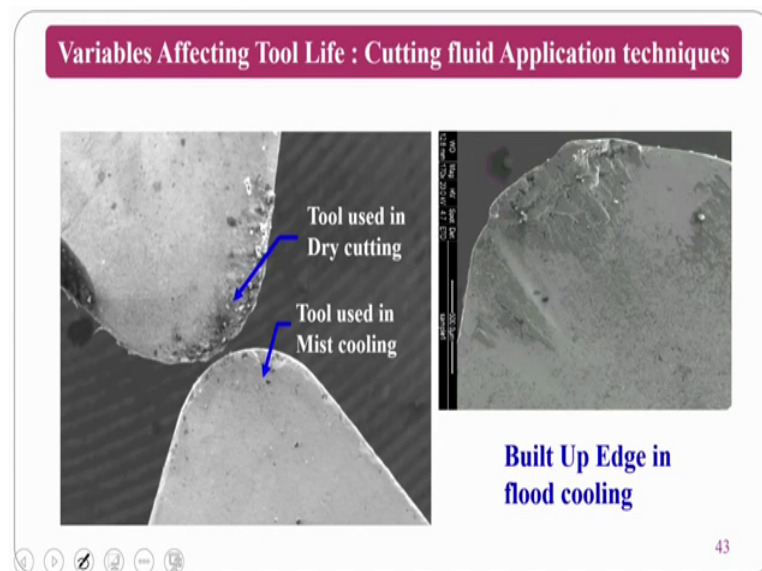 Variables Affecting Tool Life : Cutting fluid Application techniques
Tool used in
Dry cutting
Tool used in
Mist cooling
Built Up Edge in
flood cooling
43